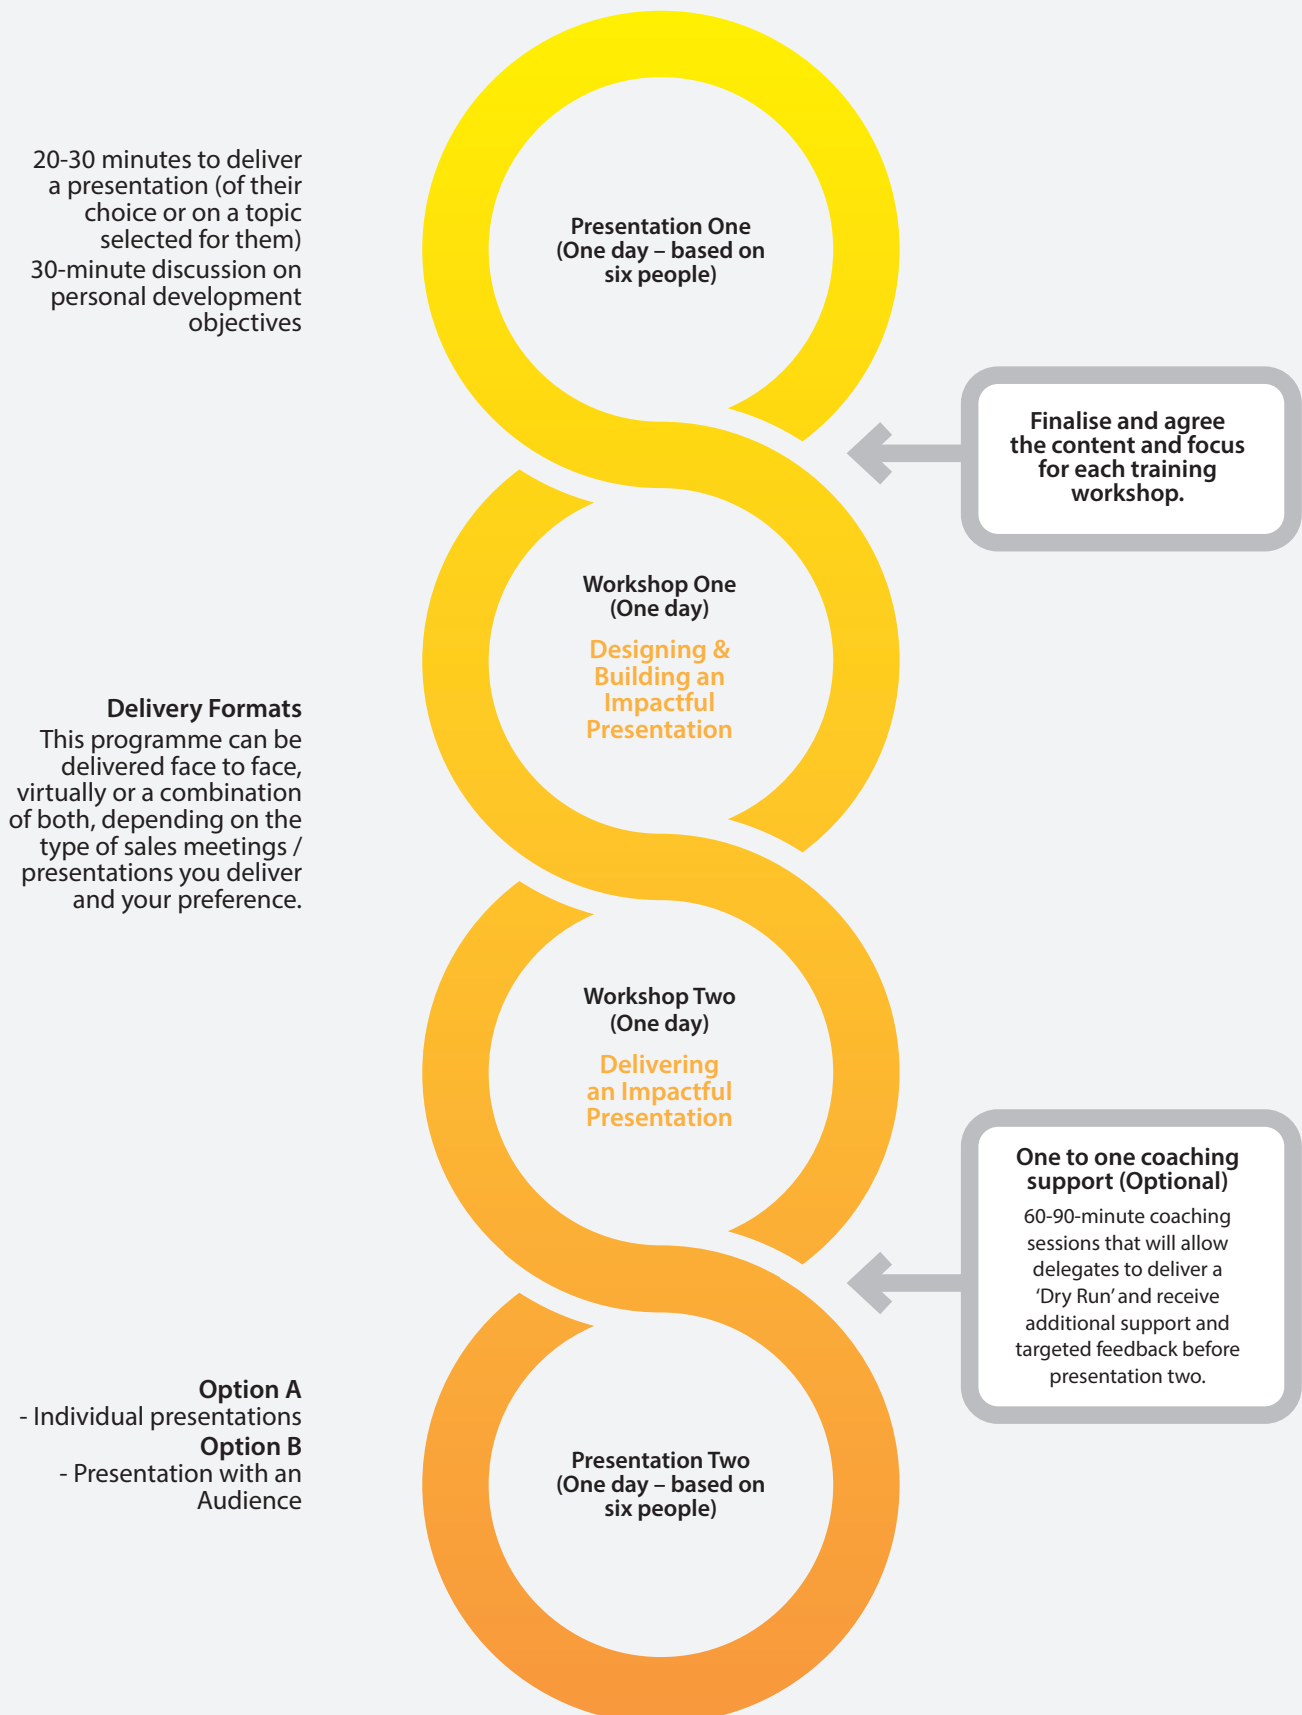 20-30 minutes to deliver
a presentation (of their
choice or on a topic
selected for them)
30-minute discussion on
personal development
objectives
Presentation One
(One day – based on
six people)
Finalise and agree
the content and focus
for each training
workshop.
Workshop One
(One day)
Designing &
Building an
Impactful
Presentation
Delivery Formats
This programme can be
delivered face to face,
virtually or a combination
of both, depending on the
type of sales meetings /
presentations you deliver
and your preference.
Workshop Two
(One day)
Delivering
an Impactful
Presentation
One to one coaching
support (Optional)
60-90-minute coaching
sessions that will allow
delegates to deliver a
‘Dry Run’ and receive
additional support and
targeted feedback before
presentation two.
Option A
- Individual presentations
Option B
- Presentation with an
Audience
Presentation Two
(One day – based on
six people)